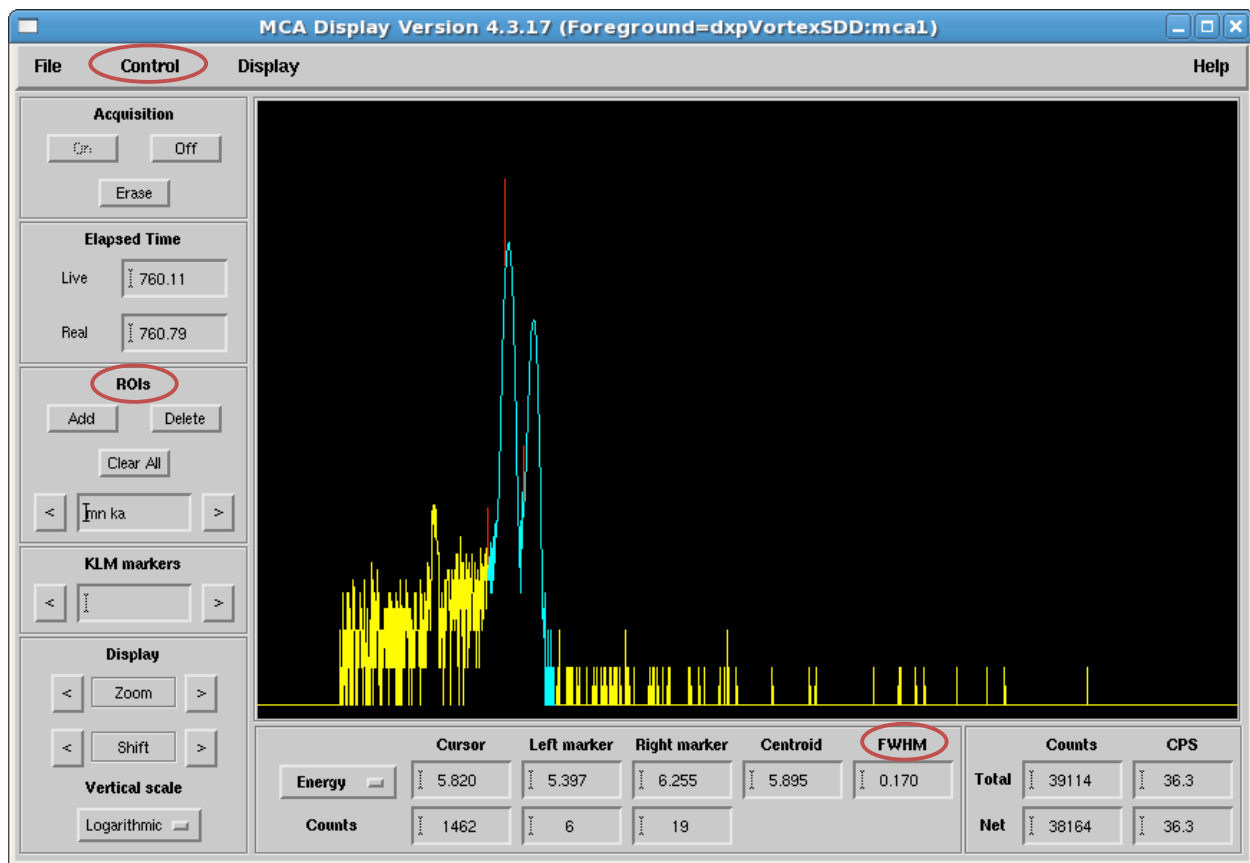 MCA Display Version 4.3.17 (Foreground=dxpVortexSDD:mca1)
File Control Display Help
Acquisition
On Off
Erase
Elapsed Time
Live 760.11
Real 760.79
ROIs
Add Delete
Clear All
< mn ka >
KLM markers
< >
Display
< Zoom >
< Shift >
Vertical scale
Logarithmic
Cursor Left marker Right marker Centroid FWHM
Energy 5.820 5.397 6.255 5.895 0.170
Counts 1462 6 19
Counts CPS
Total 39114 36.3
Net 38164 36.3